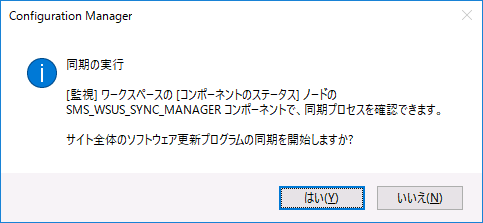 Configuration Manager
同期の実行
[監視] ワークスペースの [コンポーネントのステータス] ノードの
SMS_WSUS_SYNC_MANAGER コンポーネントで、同期プロセスを確認できます。
サイト全体のソフトウェア更新プログラムの同期を開始しますか?
はい(Y)
いいえ(N)